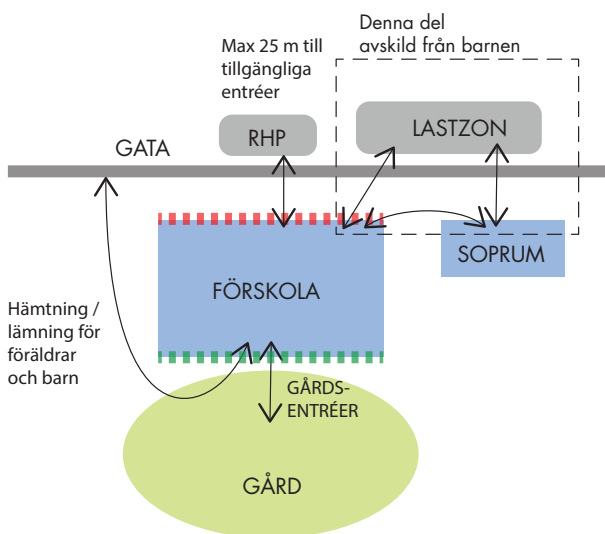 Denna del
avskild från barnen
Max 25 m till
tillgängliga
entréer
RHP
LASTZON
GATA
FÖRSKOLA
SOPRUM
Hämtning /
lämning för
föräldrar
och barn
GÅRDS-
ENTRÉER
GÅRD